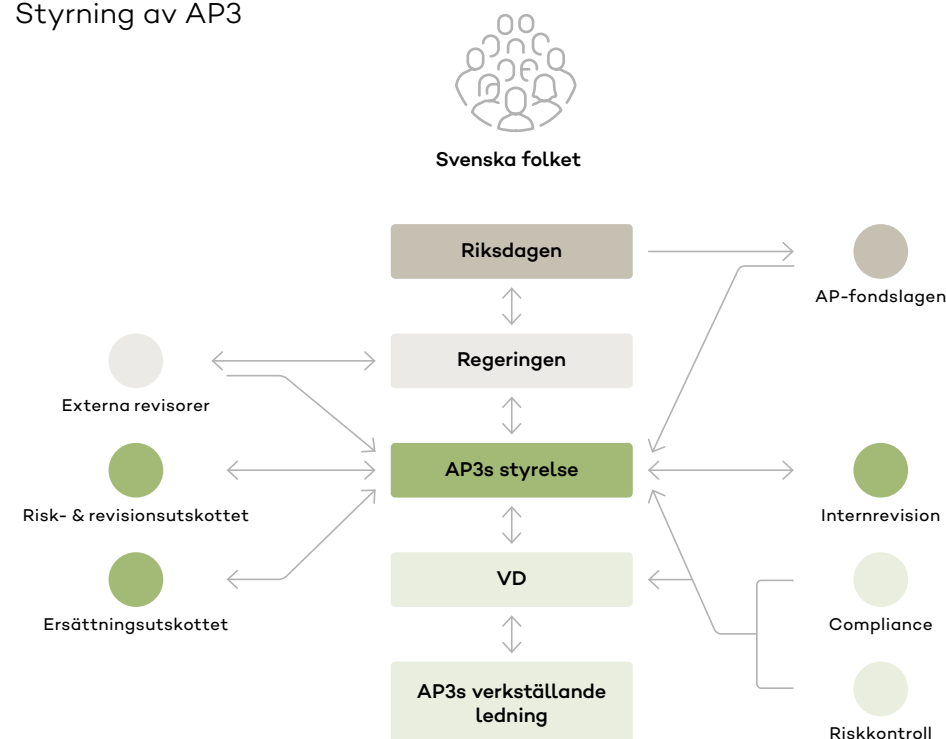 Styrning av AP3
Svenska folket
Riksdagen
AP-fondslagen
Regeringen
Externa revisorer
AP3s styrelse
Risk- & revisionsutskottet
Internrevision
VD
Ersättningsutskottet
Compliance
AP3s verkställande
ledning
Riskkontroll